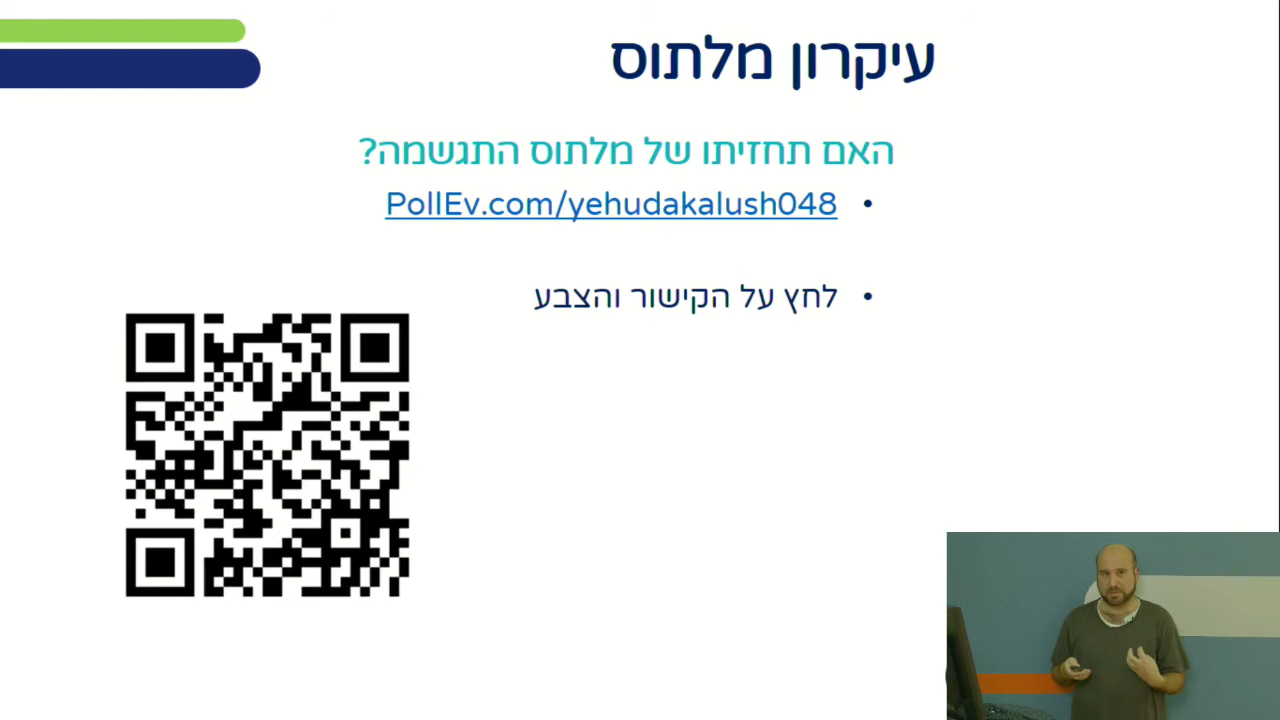 עיקרון מלתוס
האם תחזיתו של מלתוס התגשמה?
• PollEv.com/yehudakalush048
• לחץ על הקישור והצבע